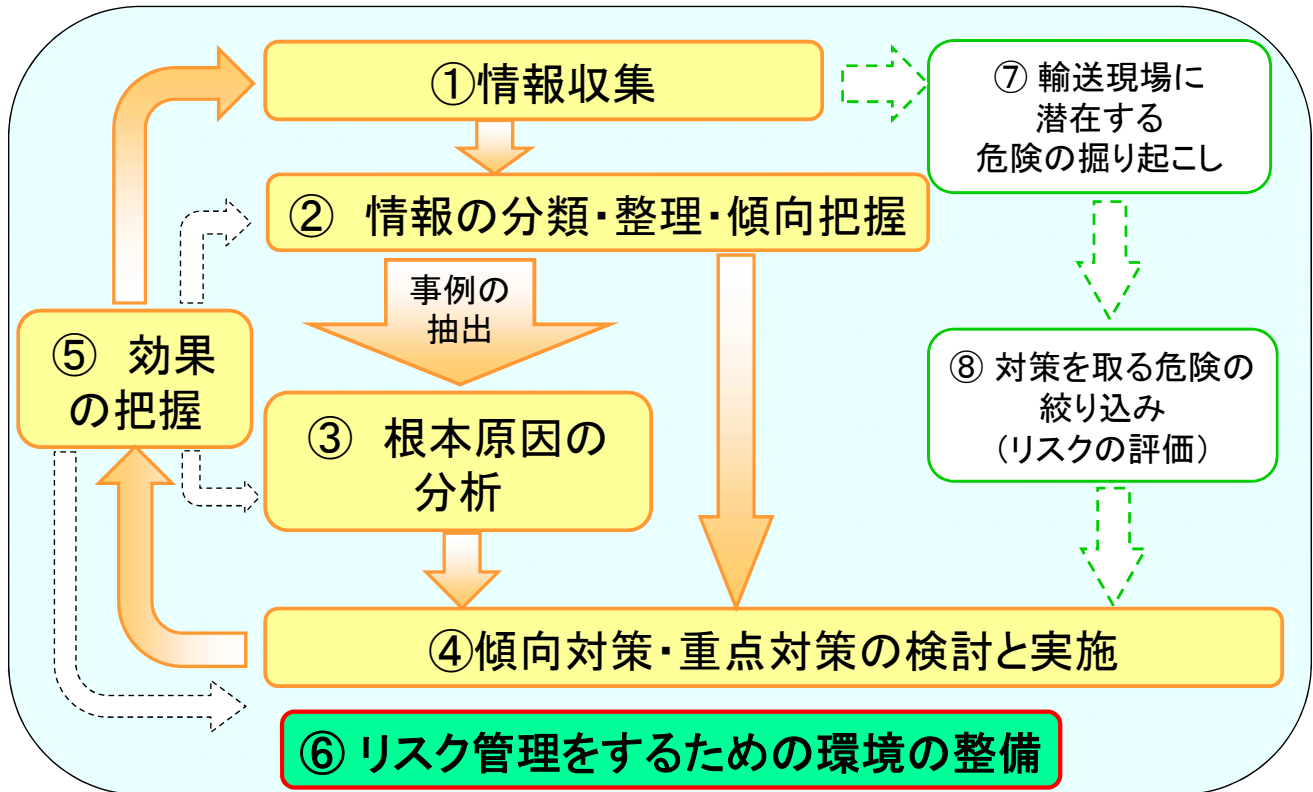 ①情報収集
⑦ 輸送現場に
潜在する
危険の掘り起こし
② 情報の分類・整理・傾向把握
事例の
抽出
⑤ 効果
の把握
⑧ 対策を取る危険の
絞り込み
(リスクの評価)
③ 根本原因の
分析
④傾向対策・重点対策の検討と実施
⑥ リスク管理をするための環境の整備